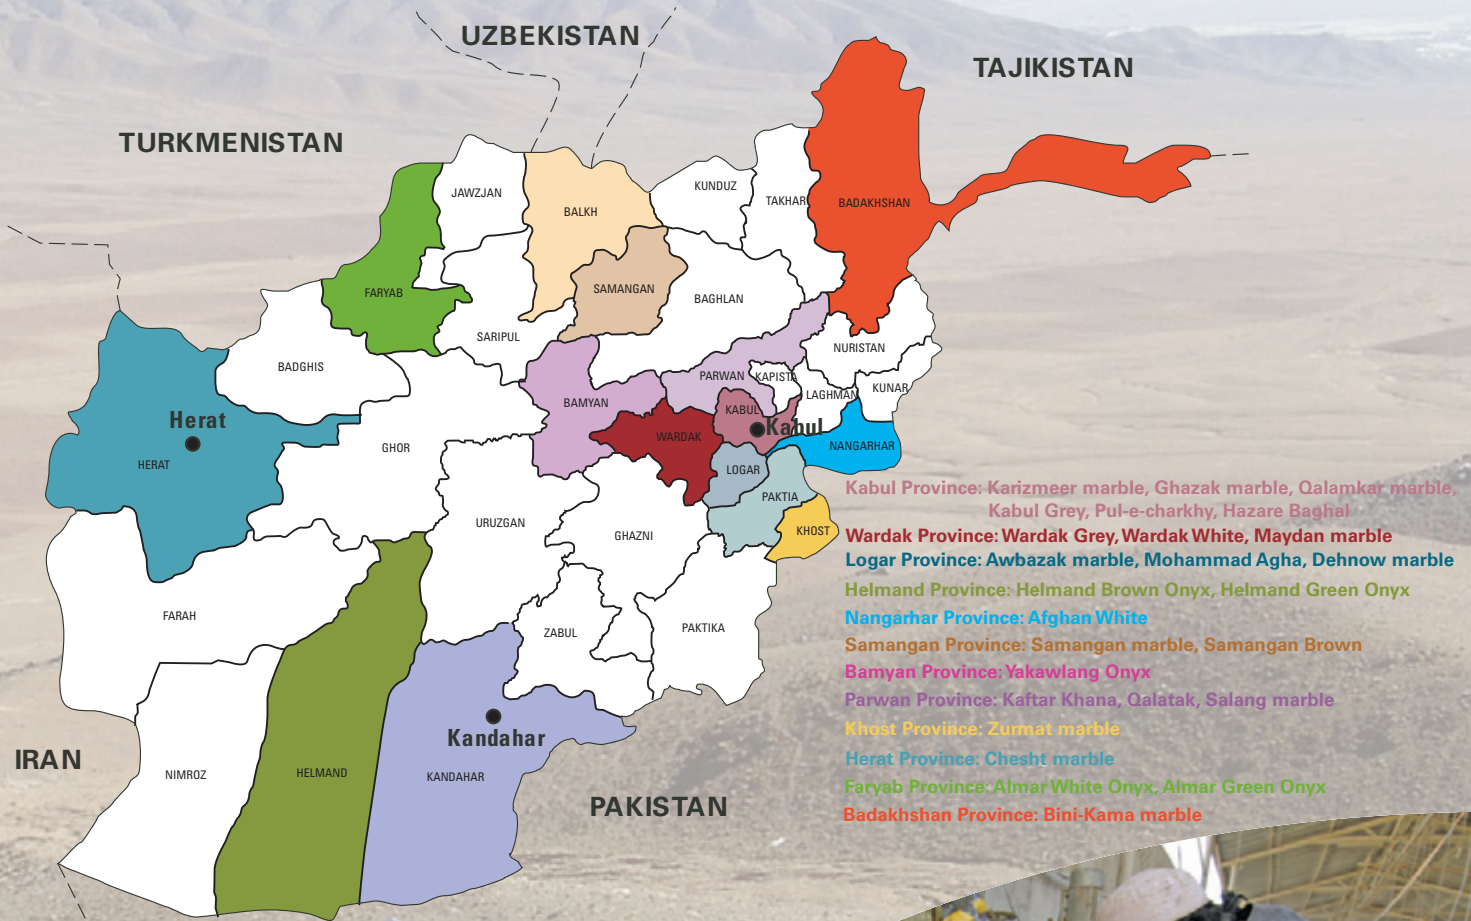 UZBEKISTAN
TAJIKISTAN
TURKMENISTAN
JAWZJAN
BALKH
KUNDUZ
TAKHAR
BADAKHSHAN
FARYAB
SAMANGAN
BAGHLAN
SARIPUL
BADGHIS
NURISTAN
PARWAN
KAPISTA
KUNAR
LAGHMAN
BAMYAN
KABUL
Herat
Kabul
WARDAK
GHOR
NANGARHAR
HERAT
LOGAR
PAKTIA
Kabul Province: Karizmeer marble, Ghazak marble, Qalamkar marble,
Kabul Grey, Pul-e-charkhy, Hazare Baghal
URUZGAN
GHAZNI
KHOST
Wardak Province: Wardak Grey, Wardak White, Maydan marble
Logar Province: Awbazak marble, Mohammad Agha, Dehnow marble
Helmand Province: Helmand Brown Onyx, Helmand Green Onyx
FARAH
Nangarhar Province: Afghan White
ZABUL
PAKTIKA
Samangan Province: Samangan marble, Samangan Brown
Bamyan Province: Yakawlang Onyx
Parwan Province: Kaftar Khana, Qalatak, Salang marble
Khost Province: Zurmat marble
Kandahar
IRAN
Herat Province: Chesht marble
NIMROZ
HELMAND
KANDAHAR
Faryab Province: Almar White Onyx, Almar Green Onyx
PAKISTAN
Badakhshan Province: Bini-Kama marble